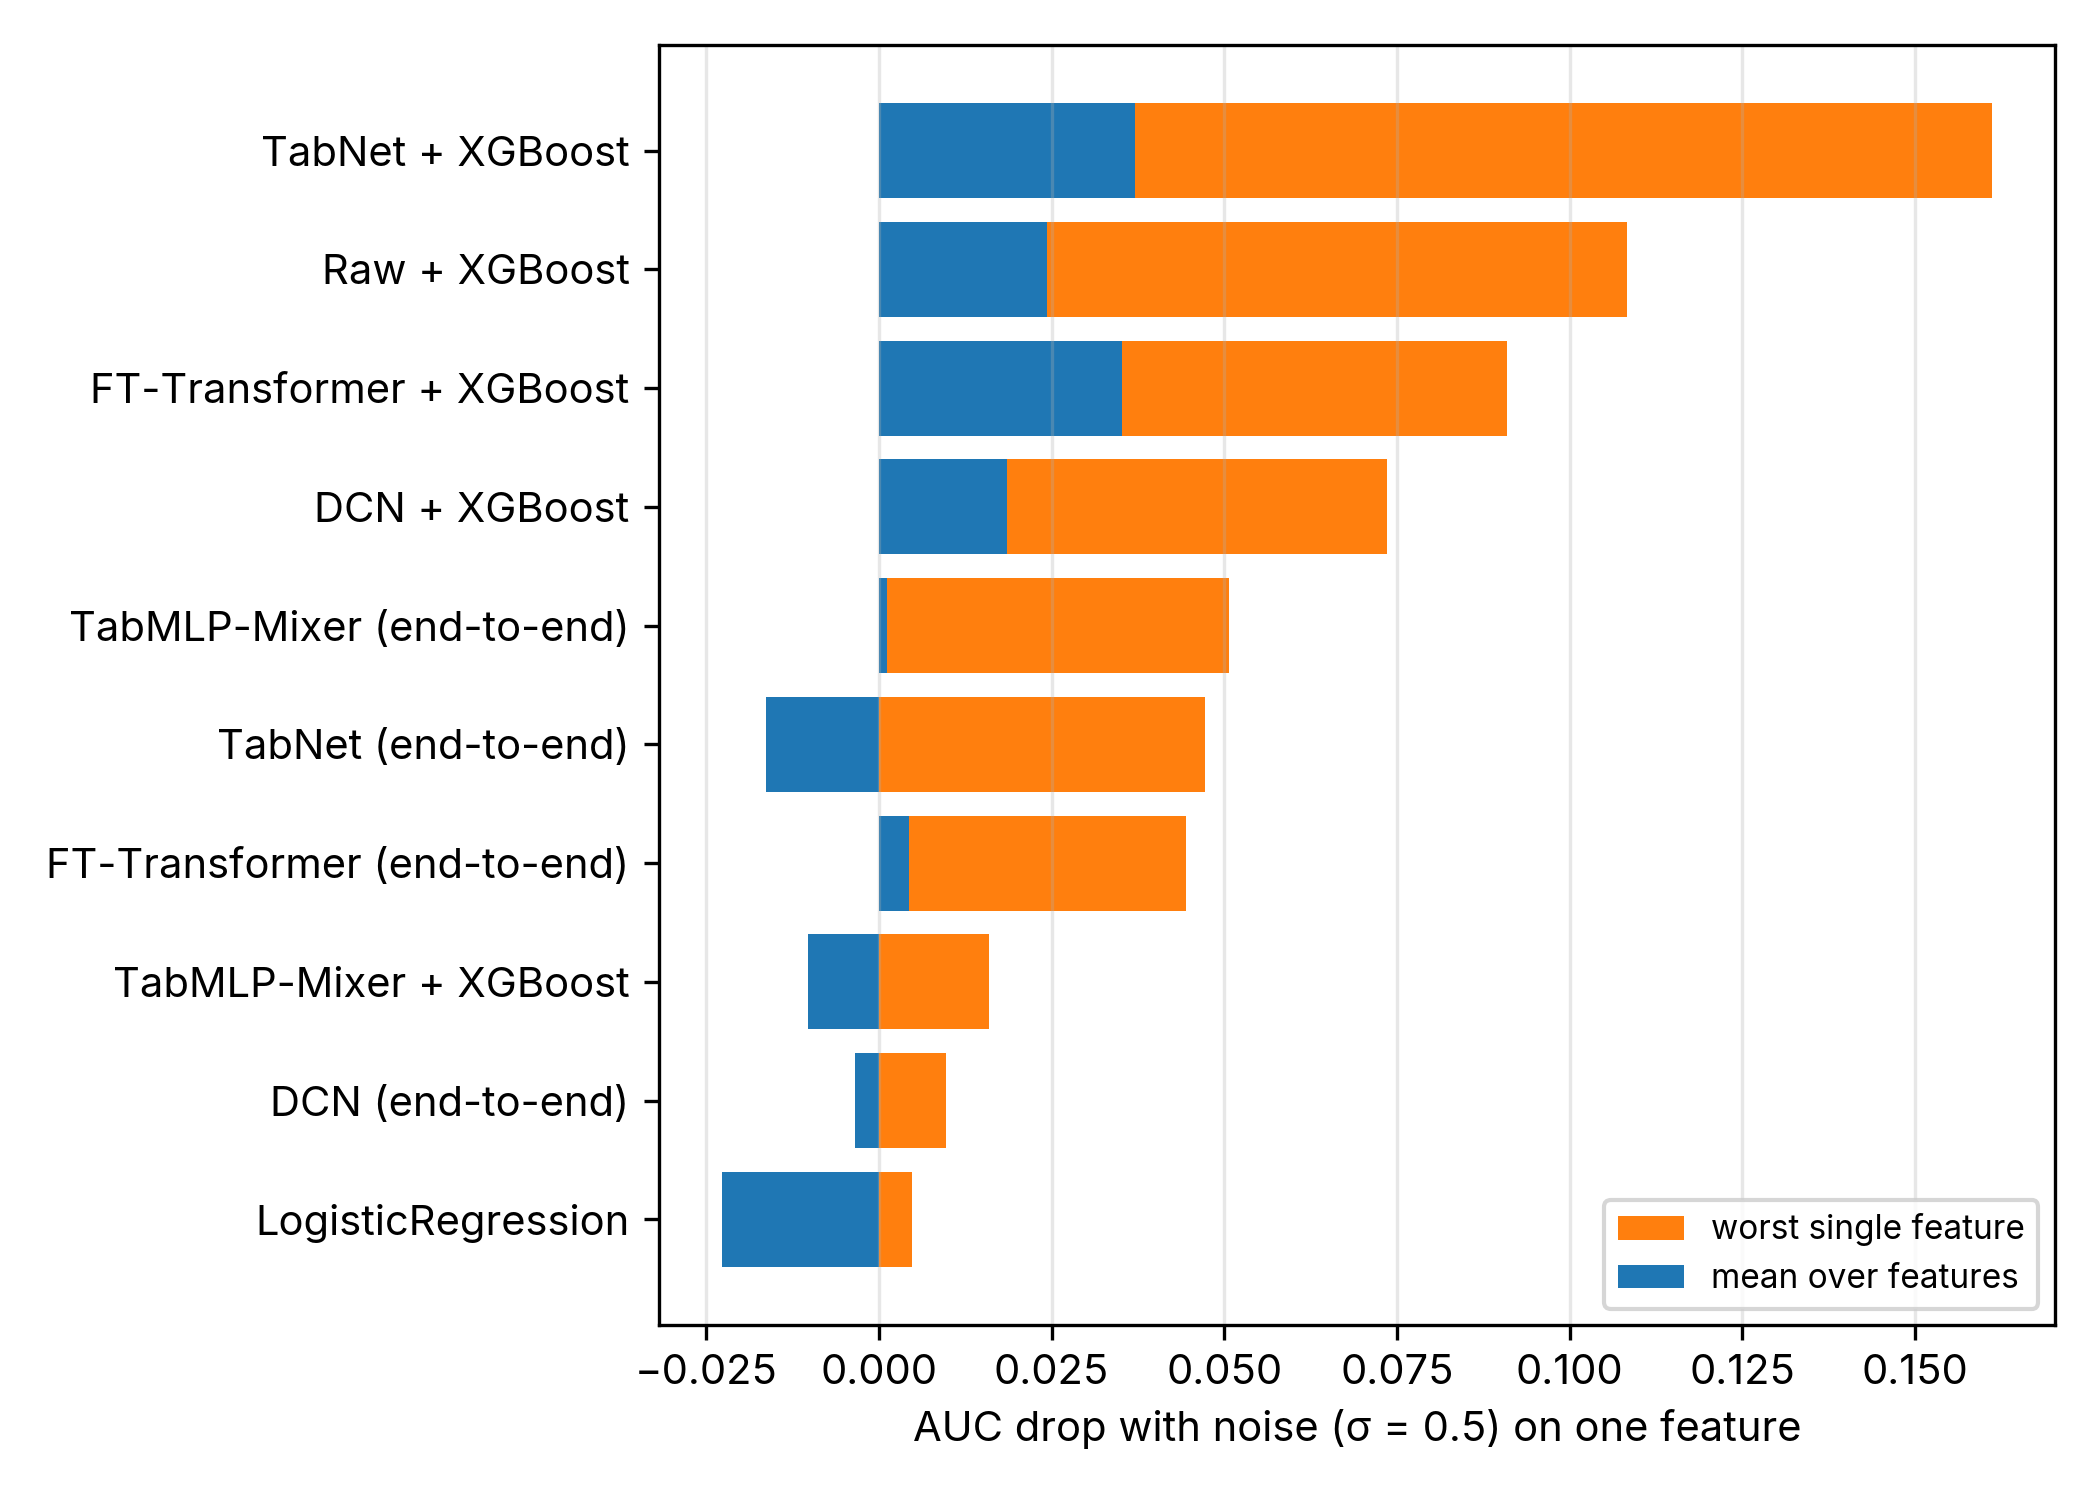 TabNet + XGBoost
Raw + XGBoost
FT-Transformer + XGBoost
DCN + XGBoost
TabMLP-Mixer (end-to-end)
TabNet (end-to-end)
FT-Transformer (end-to-end)
TabMLP-Mixer + XGBoost
DCN (end-to-end)
LogisticRegression
worst single feature
mean over features
−0.025 0.000 0.025 0.050 0.075 0.100 0.125 0.150
AUC drop with noise (σ = 0.5) on one feature